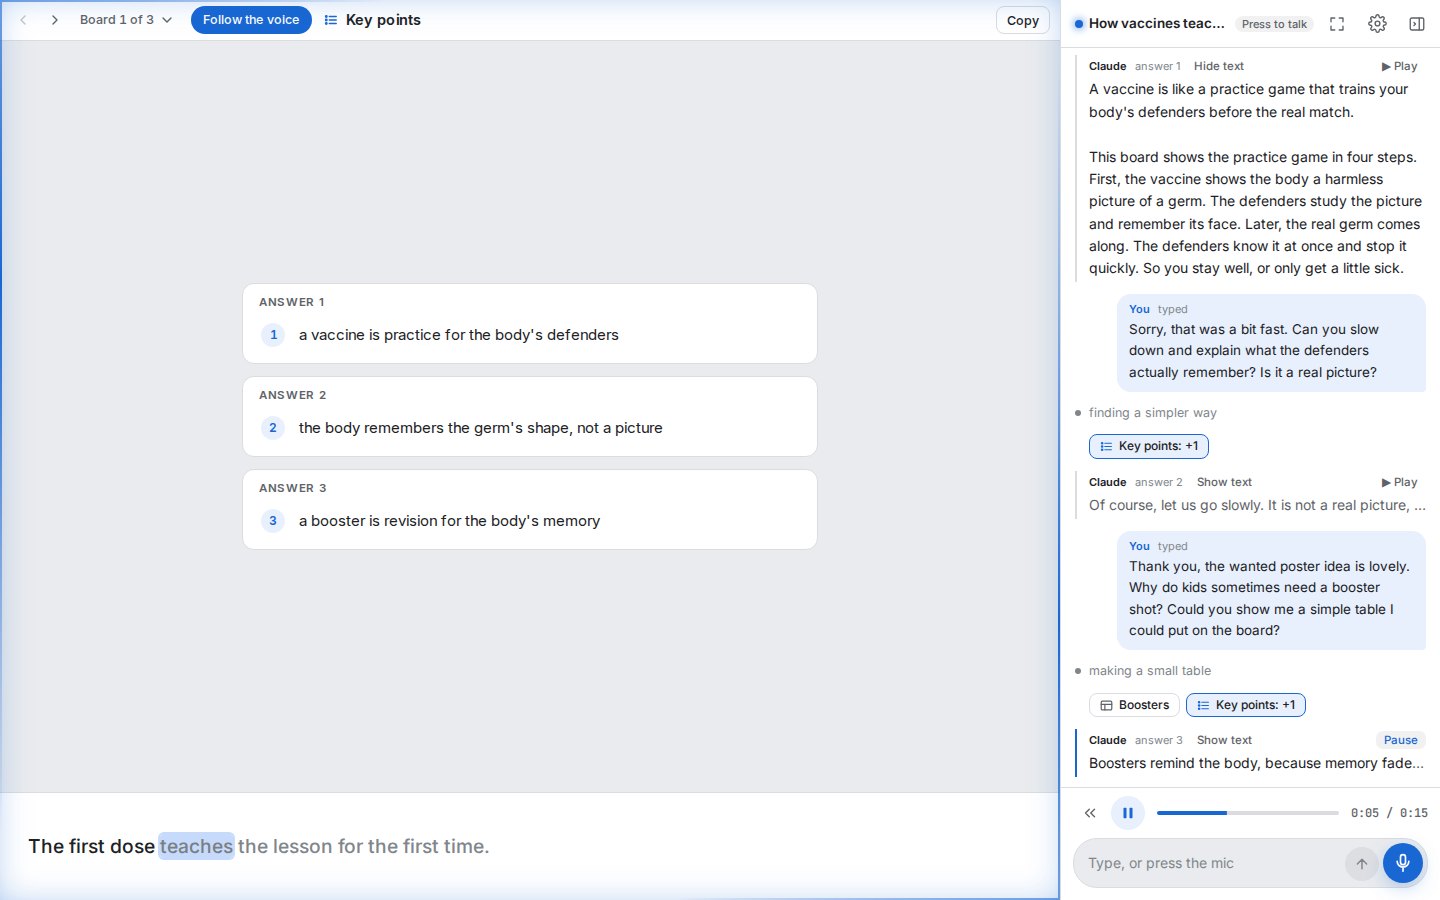 Board 1 of 3
Follow the voice
Key points
Copy
ANSWER 1
1 a vaccine is practice for the body's defenders
ANSWER 2
2 the body remembers the germ's shape, not a picture
ANSWER 3
3 a booster is revision for the body's memory
The first dose teaches the lesson for the first time.
How vaccines teac...
Press to talk
Claude answer 1 Hide text ▶ Play
A vaccine is like a practice game that trains your
body's defenders before the real match.
This board shows the practice game in four steps.
First, the vaccine shows the body a harmless
picture of a germ. The defenders study the picture
and remember its face. Later, the real germ comes
along. The defenders know it at once and stop it
quickly. So you stay well, or only get a little sick.
You typed
Sorry, that was a bit fast. Can you slow
down and explain what the defenders
actually remember? Is it a real picture?
finding a simpler way
Key points: +1
Claude answer 2 Show text ▶ Play
Of course, let us go slowly. It is not a real picture, ...
You typed
Thank you, the wanted poster idea is lovely.
Why do kids sometimes need a booster
shot? Could you show me a simple table I
could put on the board?
making a small table
Boosters Key points: +1
Claude answer 3 Show text Pause
Boosters remind the body, because memory fade...
0:05 / 0:15
Type, or press the mic